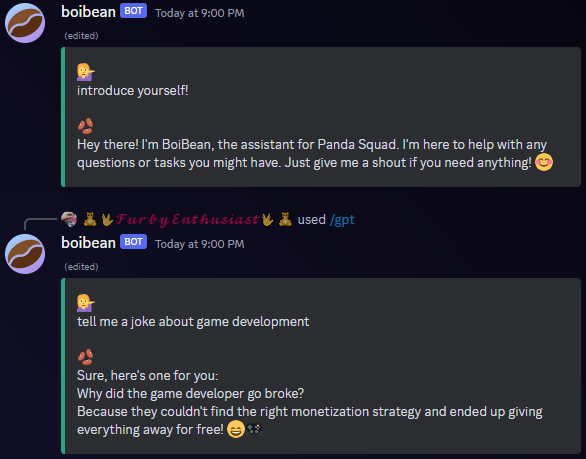 boibean BOT Today at 9:00 PM
(edited)
💁‍♀️
introduce yourself!
🫘
Hey there! I'm BoiBean, the assistant for Panda Squad. I'm here to help with any
questions or tasks you might have. Just give me a shout if you need anything! 😊
🧸🖖𝓕𝓾𝓻𝓫𝔂 𝓔𝓷𝓽𝓱𝓾𝓼𝓲𝓪𝓼𝓽🖖🧸 used /gpt
boibean BOT Today at 9:00 PM
(edited)
💁‍♀️
tell me a joke about game development
🫘
Sure, here's one for you:
Why did the game developer go broke?
Because they couldn't find the right monetization strategy and ended up giving
everything away for free! 😄🎮